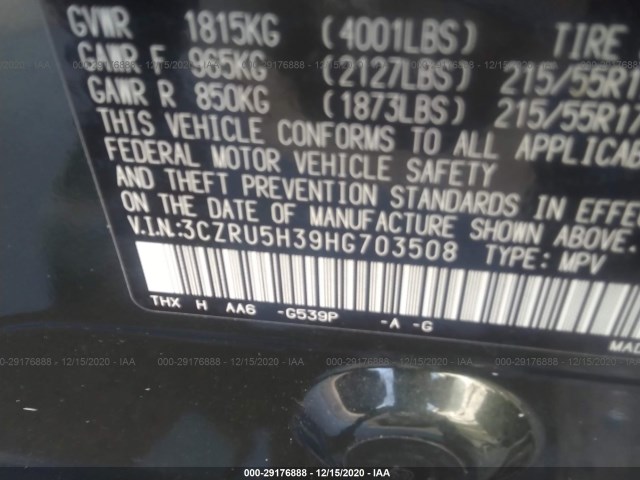 GVWR 1815KG (4001LBS) TIRE
GAWR F 965KG (2127LBS) 215/55R1
GAWR R 850KG (1873LBS) 215/55R17
THIS VEHICLE CONFORMS TO ALL APPLICAB
FEDERAL MOTOR VEHICLE SAFETY
AND THEFT PREVENTION STANDARDS IN EFFE
ON THE DATE OF MANUFACTURE SHOWN ABOVE.
V.I.N.:3CZRU5H39HG703508 TYPE: MPV
THX H AA6 -G539P -A -G
MAD
000-29176888 - 12/15/2020 - IAA